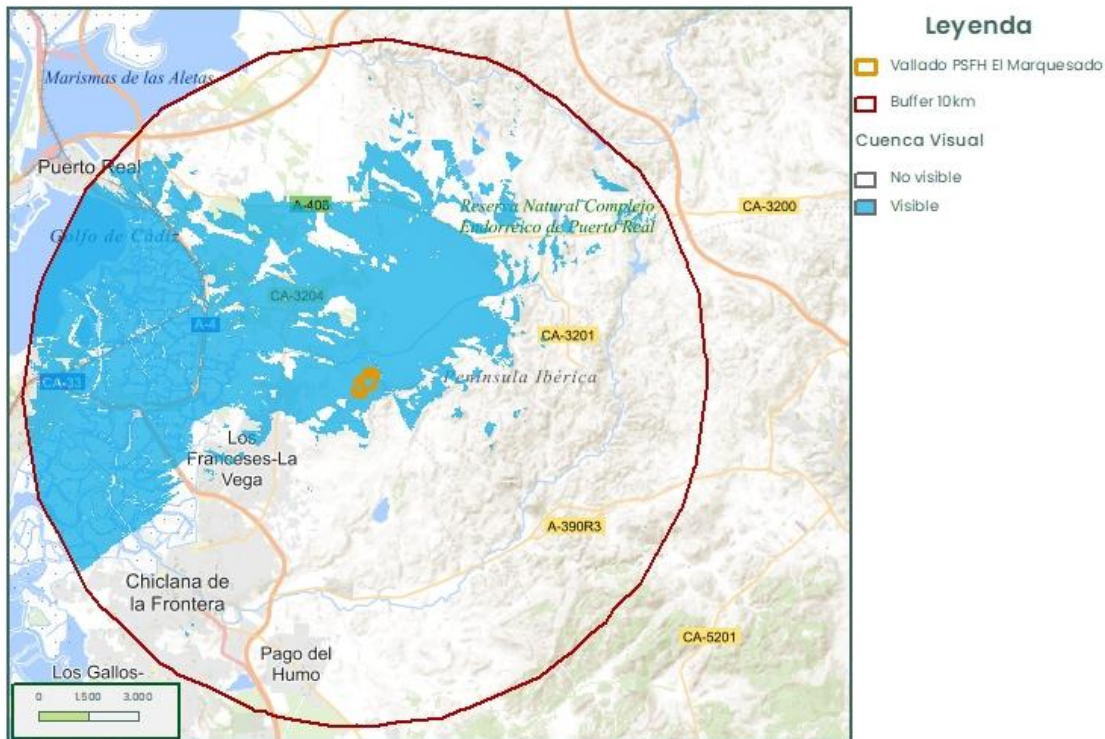 Marismas de las Aletas
Puerto Real
Golfo de Cádiz
A-408
Reserva Natural Complejo
Endorreico de Puerto Real
CA-3200
CA-3204
A-4
CA-3201
CA-33
Península Ibérica
Los
Franceses-La
Vega
A-390R3
Chiclana de
la Frontera
CA-5201
Pago del
Humo
Los Gallos-
0 1.500 3.000
Leyenda
Vallado PSFH El Marquesado
Buffer 10km
Cuenca Visual
No visible
Visible